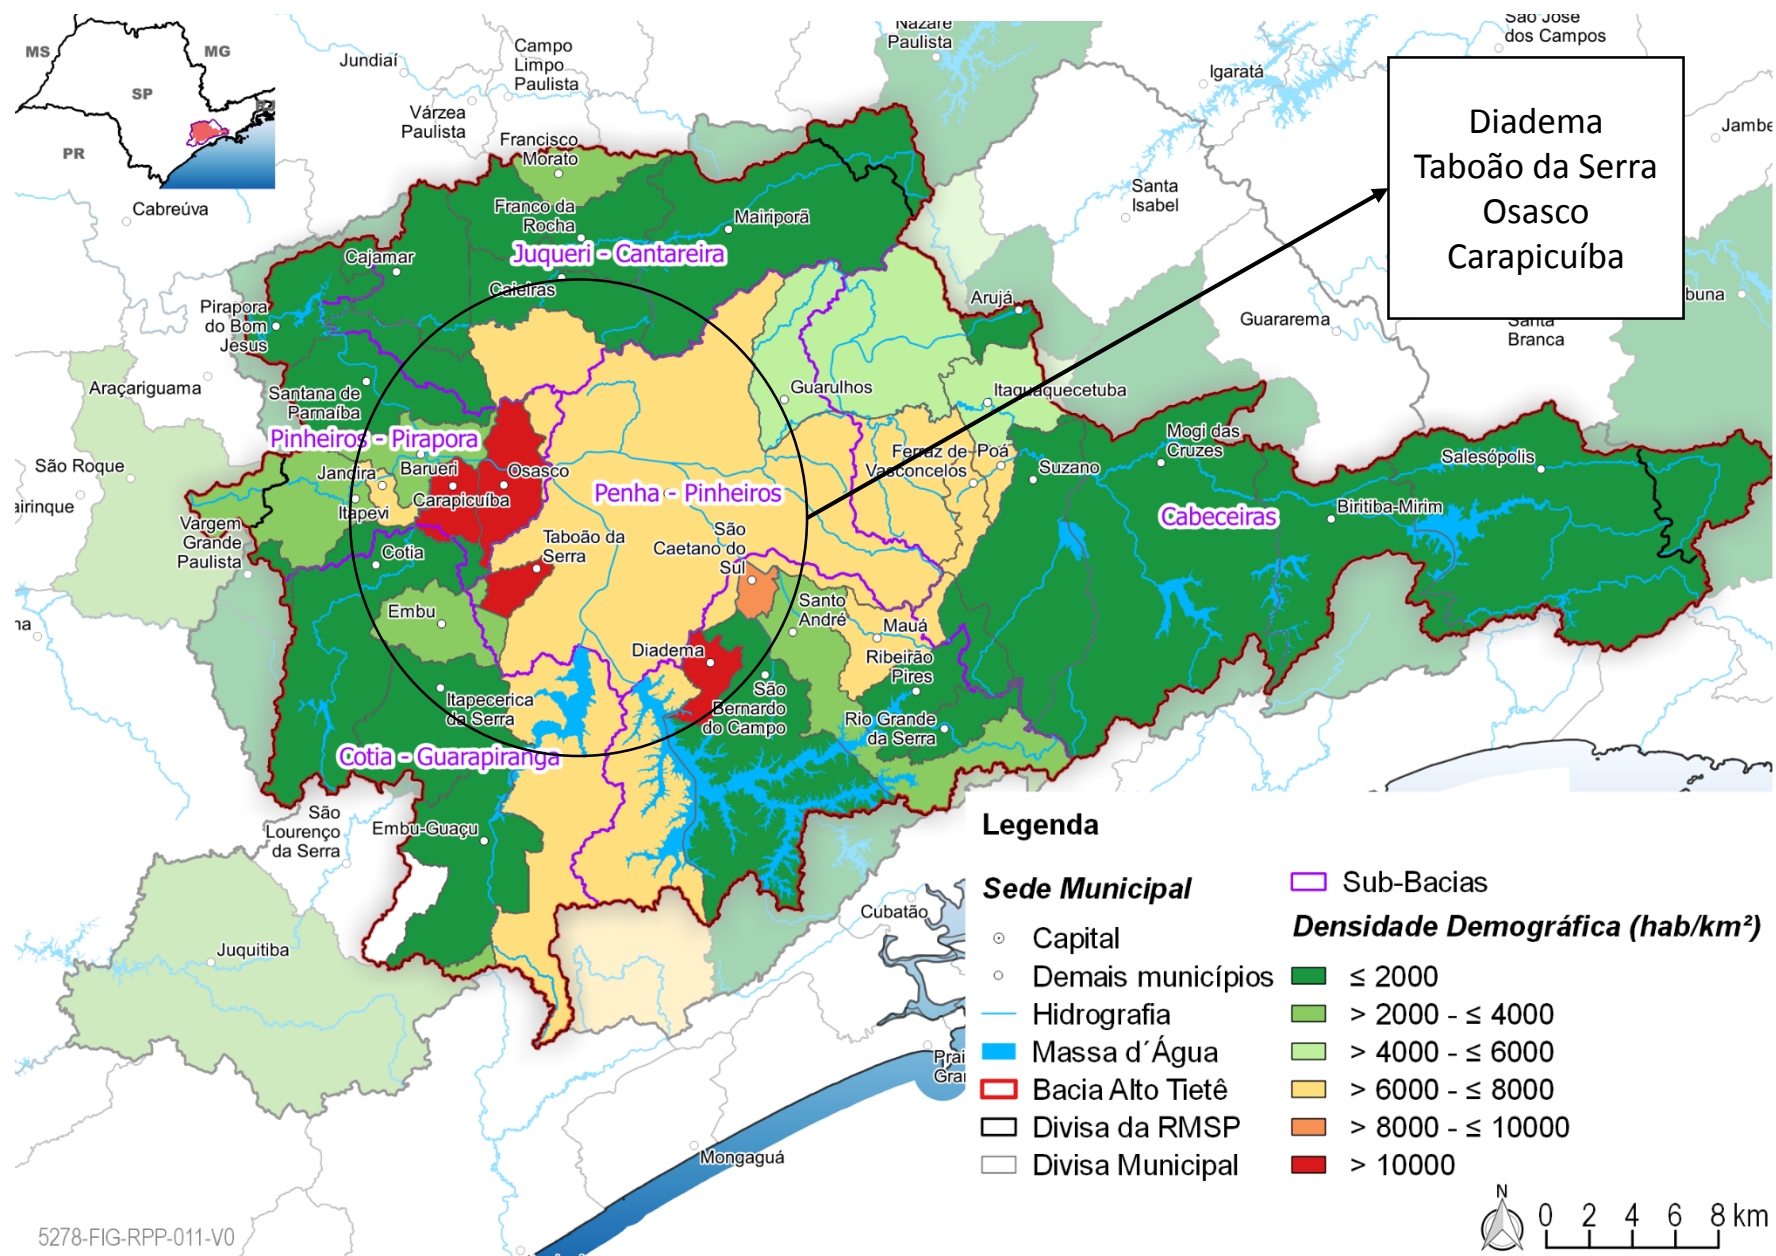 MS
MG
SP
RJ
PR
Jundiaí
Campo
Limpo
Paulista
Várzea
Paulista
Francisco
Morato
Nazaré
Paulista
São José
dos Campos
Igaratá
Diadema
Taboão da Serra
Osasco
Carapicuíba
Santa
Isabel
Cabreúva
Franco da
Rocha
Mairiporã
Juqueri - Cantareira
Cajamar
Caieiras
Pirapora
do Bom
Jesus
Arujá
Guararema
Santa
Branca
Araçariguama
Santana de
Parnaíba
Guarulhos
Itaquaquecetuba
Pinheiros - Pirapora
São Roque
Jandira
Barueri
Osasco
Carapicuíba
Itapevi
Penha - Pinheiros
Ferraz de
Vasconcelos
Poá
Suzano
Mogi das
Cruzes
Salesópolis
Biritiba-Mirim
Cabeceiras
Vargem
Grande
Paulista
Cotia
Taboão da
Serra
São
Caetano do
Sul
Embu
Santo
André
Mauá
Diadema
Ribeirão
Pires
Itapecerica
da Serra
São
Bernardo
do Campo
Rio Grande
da Serra
Cotia - Guarapiranga
São
Lourenço
da Serra
Embu-Guaçu
Juquitiba
Cubatão
Mongaguá
Legenda
Sede Municipal
Capital
Demais municípios
Hidrografia
Massa d´Água
Bacia Alto Tietê
Divisa da RMSP
Divisa Municipal
Sub-Bacias
Densidade Demográfica (hab/km²)
≤ 2000
> 2000 - ≤ 4000
> 4000 - ≤ 6000
> 6000 - ≤ 8000
> 8000 - ≤ 10000
> 10000
N
0 2 4 6 8 km
5278-FIG-RPP-011-V0